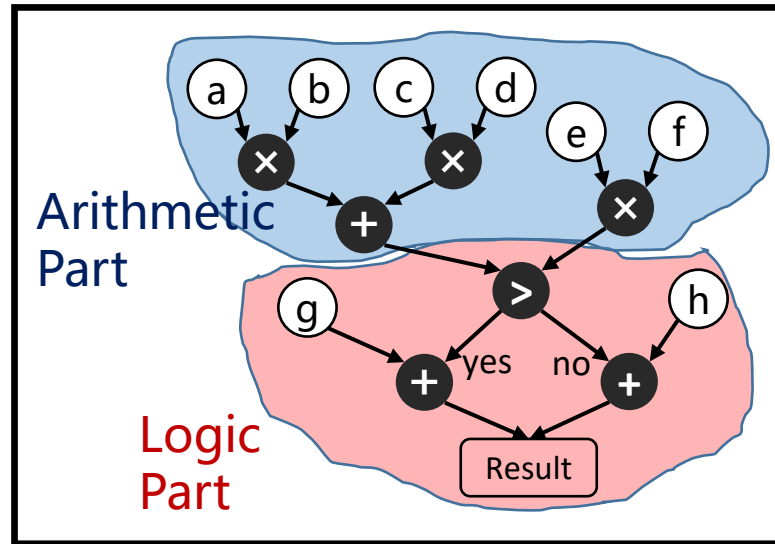 a b c d
e f
× ×
×
Arithmetic
Part
+
>
g h
yes no
+ +
Logic
Part
Result